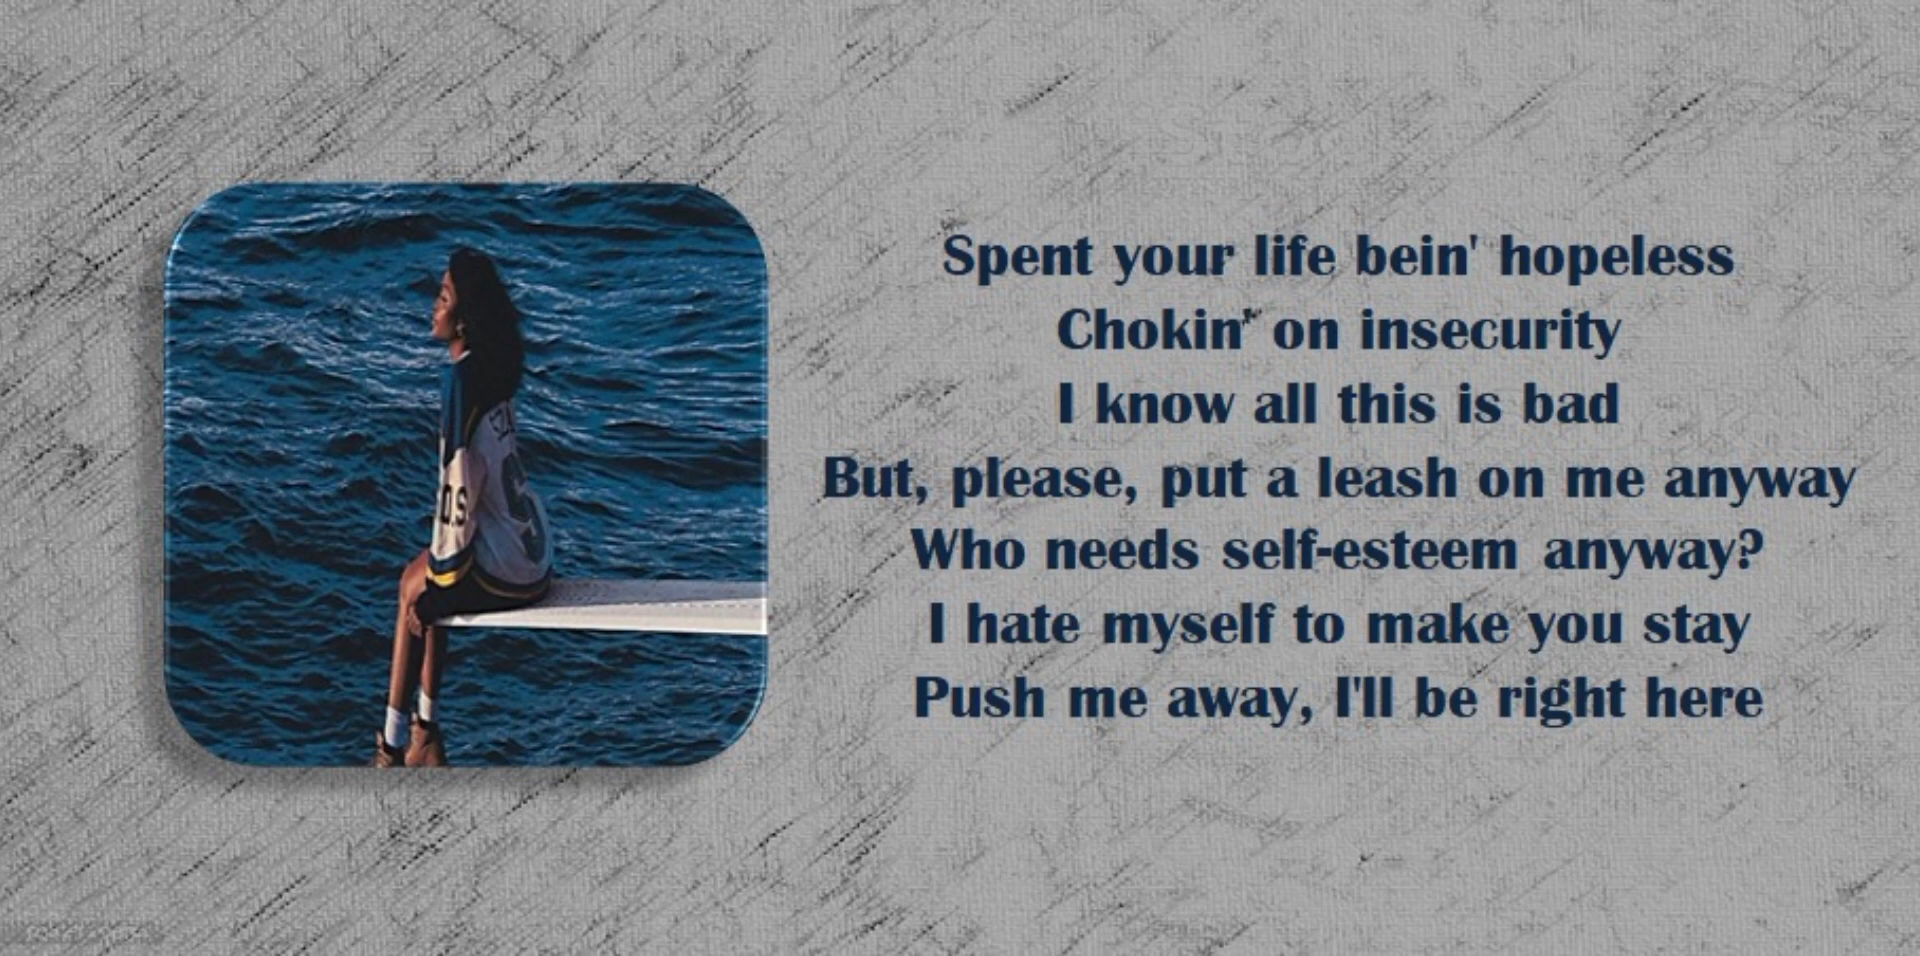 Spent your life bein' hopeless
Chokin' on insecurity
I know all this is bad
But, please, put a leash on me anyway
Who needs self-esteem anyway?
I hate myself to make you stay
Push me away, I'll be right here
O.S